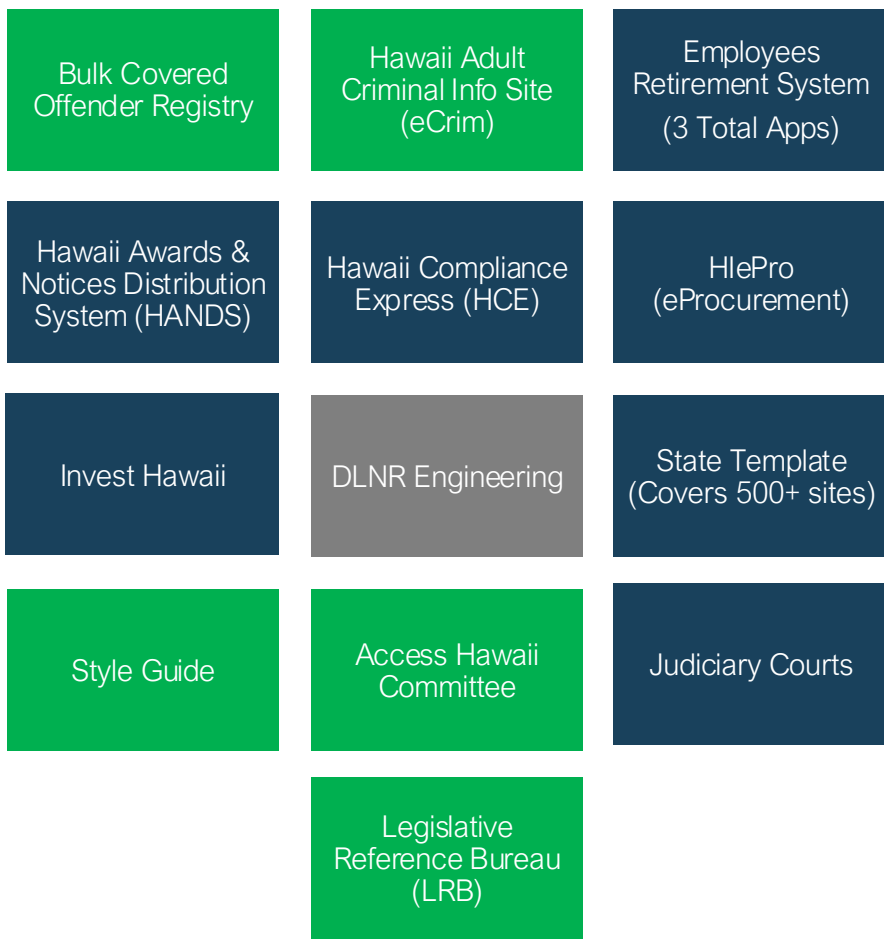 Bulk Covered
Offender Registry
Hawaii Adult
Criminal Info Site
(eCrim)
Employees
Retirement System
(3 Total Apps)
Hawaii Awards &
Notices Distribution
System (HANDS)
Hawaii Compliance
Express (HCE)
HIePro
(eProcurement)
Invest Hawaii
DLNR Engineering
State Template
(Covers 500+ sites)
Style Guide
Access Hawaii
Committee
Judiciary Courts
Legislative
Reference Bureau
(LRB)